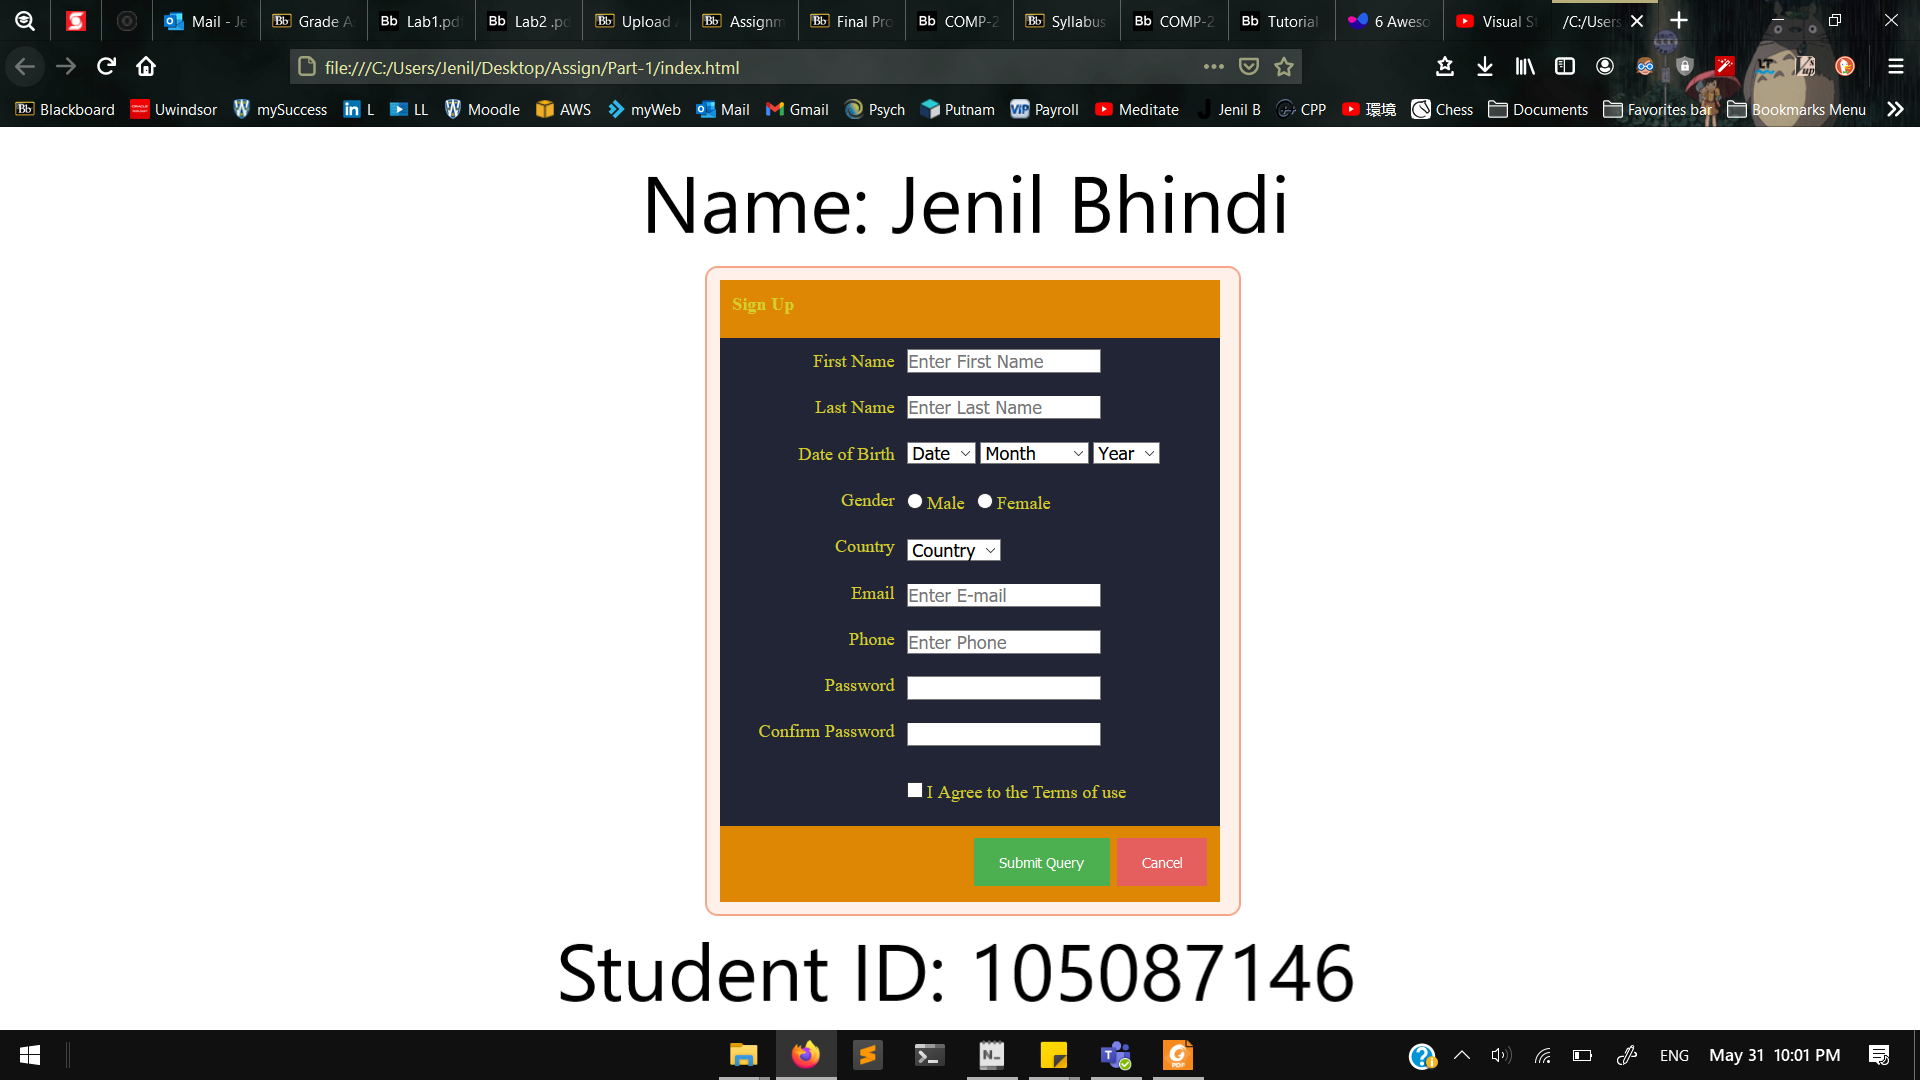 Mail - Je
Grade A
Lab1.pdf
Lab2 .pd
Upload
Assignm
Final Pro
COMP-2
Syllabus
COMP-2
Tutorial
6 Aweso
Visual S
/C:/Users
file:///C:/Users/Jenil/Desktop/Assign/Part-1/index.html
Blackboard Uwindsor mySuccess L LL Moodle AWS myWeb Mail Gmail Psych Putnam Payroll Meditate Jenil B CPP 環境 Chess Documents Favorites bar Bookmarks Menu
Name: Jenil Bhindi
Sign Up
First Name Enter First Name
Last Name Enter Last Name
Date of Birth Date Month Year
Gender Male Female
Country Country
Email Enter E-mail
Phone Enter Phone
Password
Confirm Password
I Agree to the Terms of use
Submit Query Cancel
Student ID: 105087146
ENG May 31 10:01 PM